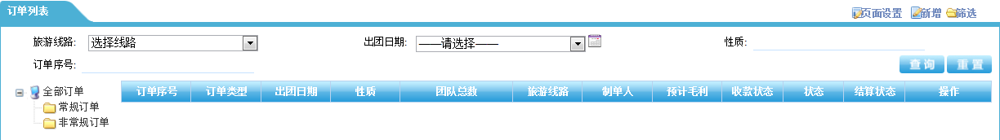 订单列表 页面设置 新增 筛选
旅游线路: 选择线路 出团日期: ——请选择—— 性质:
订单序号: 查 询 重 置
全部订单 订单序号 订单类型 出团日期 性质 团队总数 旅游线路 制单人 预计毛利 收款状态 状态 结算状态 操作
常规订单
非常规订单